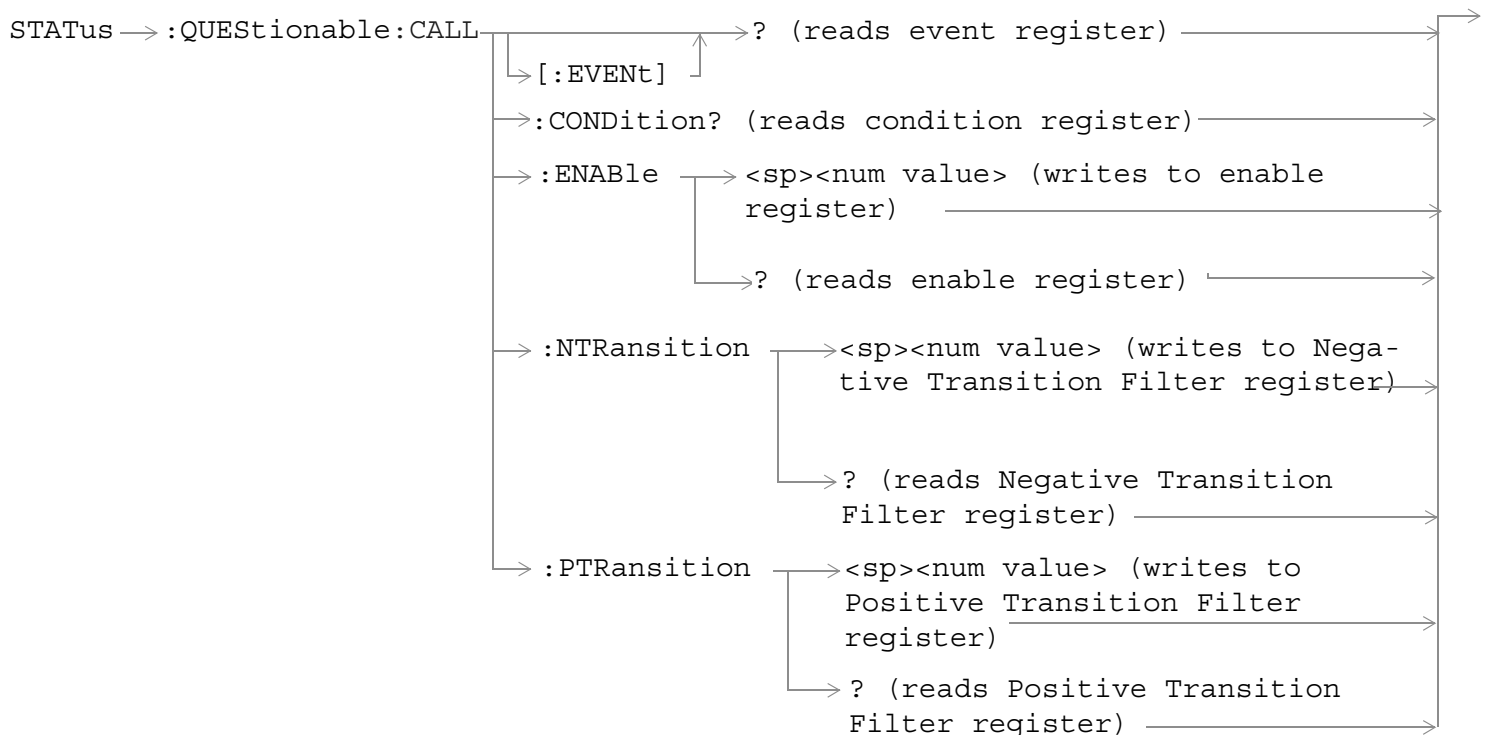 STATus :QUEStionable:CALL ? (reads event register)
[:EVENt]
:CONDition? (reads condition register)
:ENABle <sp><num value> (writes to enable
register)
? (reads enable register)
:NTRansition <sp><num value> (writes to Nega-
tive Transition Filter register)
? (reads Negative Transition
Filter register)
:PTRansition <sp><num value> (writes to
Positive Transition Filter
register)
? (reads Positive Transition
Filter register)